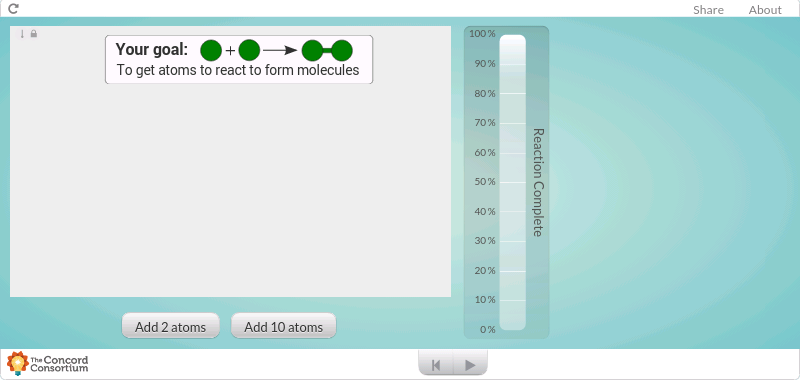 Share
About
Your goal:
+
To get atoms to react to form molecules
100 %
90 %
80 %
70 %
60 %
50 %
40 %
30 %
20 %
10 %
0 %
Reaction Complete
Add 2 atoms
Add 10 atoms
The Concord
Consortium